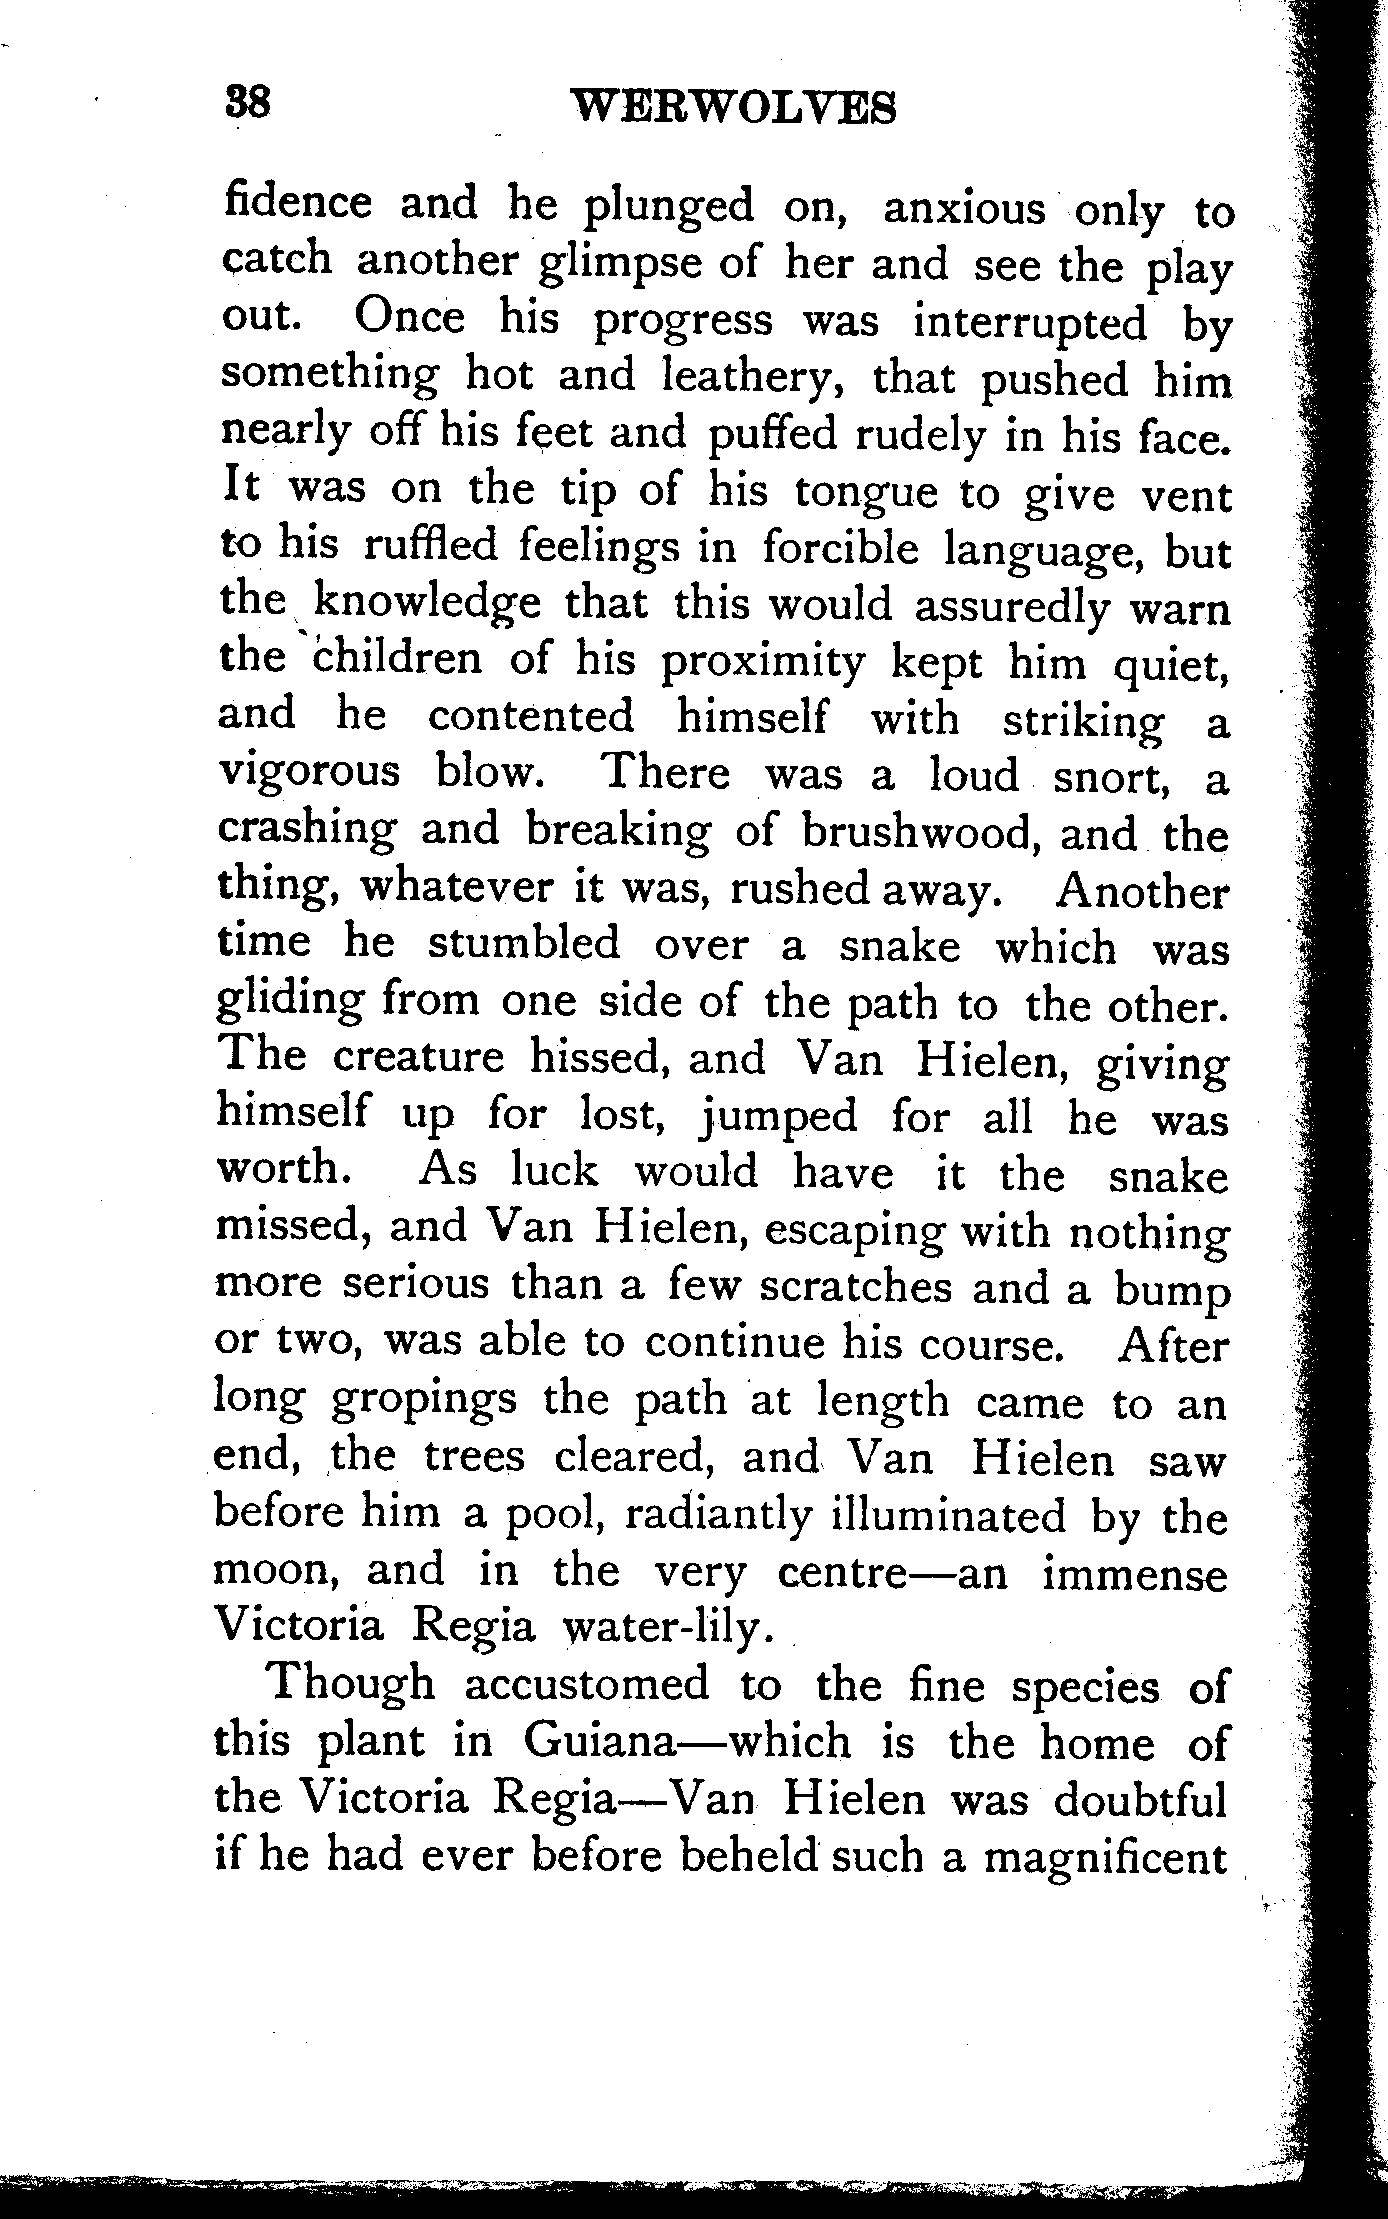 38 WERWOLVES
fidence and he plunged on, anxious only to
catch another glimpse of her and see the play
out. Once his progress was interrupted by
something hot and leathery, that pushed him
nearly off his feet and puffed rudely in his face.
It was on the tip of his tongue to give vent
to his ruffled feelings in forcible language, but
the knowledge that this would assuredly warn
the children of his proximity kept him quiet,
and he contented himself with striking a
vigorous blow. There was a loud snort, a
crashing and breaking of brushwood, and the
thing, whatever it was, rushed away. Another
time he stumbled over a snake which was
gliding from one side of the path to the other.
The creature hissed, and Van Hielen, giving
himself up for lost, jumped for all he was
worth. As luck would have it the snake
missed, and Van Hielen, escaping with nothing
more serious than a few scratches and a bump
or two, was able to continue his course. After
long gropings the path at length came to an
end, the trees cleared, and Van Hielen saw
before him a pool, radiantly illuminated by the
moon, and in the very centre—an immense
Victoria Regia water-lily.
Though accustomed to the fine species of
this plant in Guiana—which is the home of
the Victoria Regia—Van Hielen was doubtful
if he had ever before beheld such a magnificent